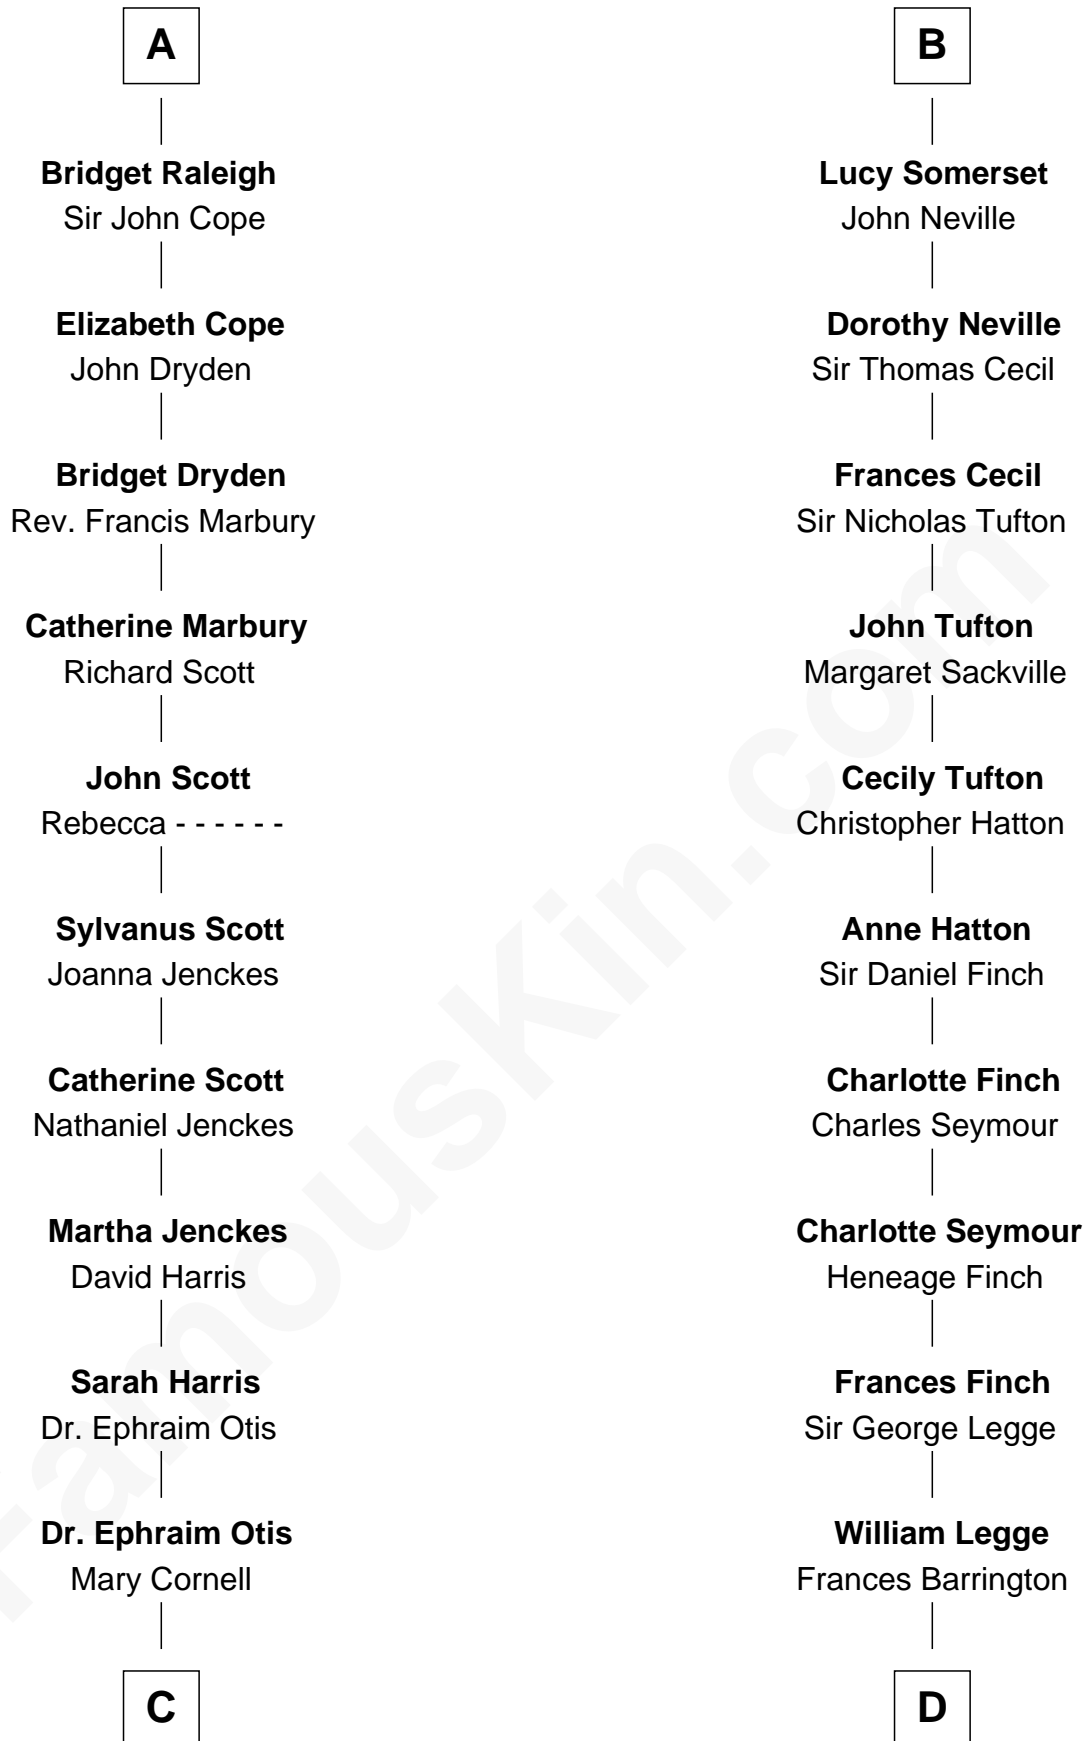 A
Bridget Raleigh
Sir John Cope
Elizabeth Cope
John Dryden
Bridget Dryden
Rev. Francis Marbury
Catherine Marbury
Richard Scott
John Scott
Rebecca - - - - - -
Sylvanus Scott
Joanna Jenckes
Catherine Scott
Nathaniel Jenckes
Martha Jenckes
David Harris
Sarah Harris
Dr. Ephraim Otis
Dr. Ephraim Otis
Mary Cornell
C
B
Lucy Somerset
John Neville
Dorothy Neville
Sir Thomas Cecil
Frances Cecil
Sir Nicholas Tufton
John Tufton
Margaret Sackville
Cecily Tufton
Christopher Hatton
Anne Hatton
Sir Daniel Finch
Charlotte Finch
Charles Seymour
Charlotte Seymour
Heneage Finch
Frances Finch
Sir George Legge
William Legge
Frances Barrington
D
FamousKin.com